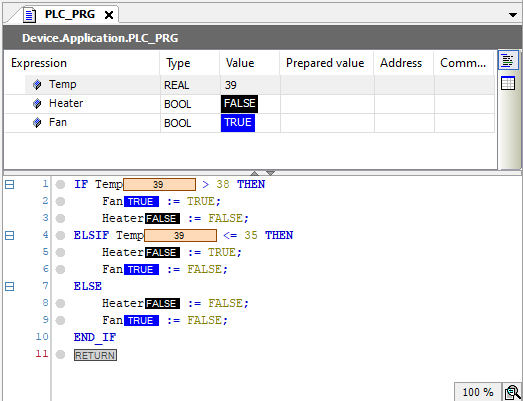 PLC_PRG
Device.Application.PLC_PRG
Expression Type Value Prepared value Address Comm...
Temp REAL 39
Heater BOOL FALSE
Fan BOOL TRUE
1 IF Temp 39 > 38 THEN
2 Fan TRUE := TRUE;
3 Heater FALSE := FALSE;
4 ELSIF Temp 39 <= 35 THEN
5 Heater FALSE := TRUE;
6 Fan TRUE := FALSE;
7 ELSE
8 Heater FALSE := FALSE;
9 Fan TRUE := FALSE;
10 END_IF
11 RETURN
100 %